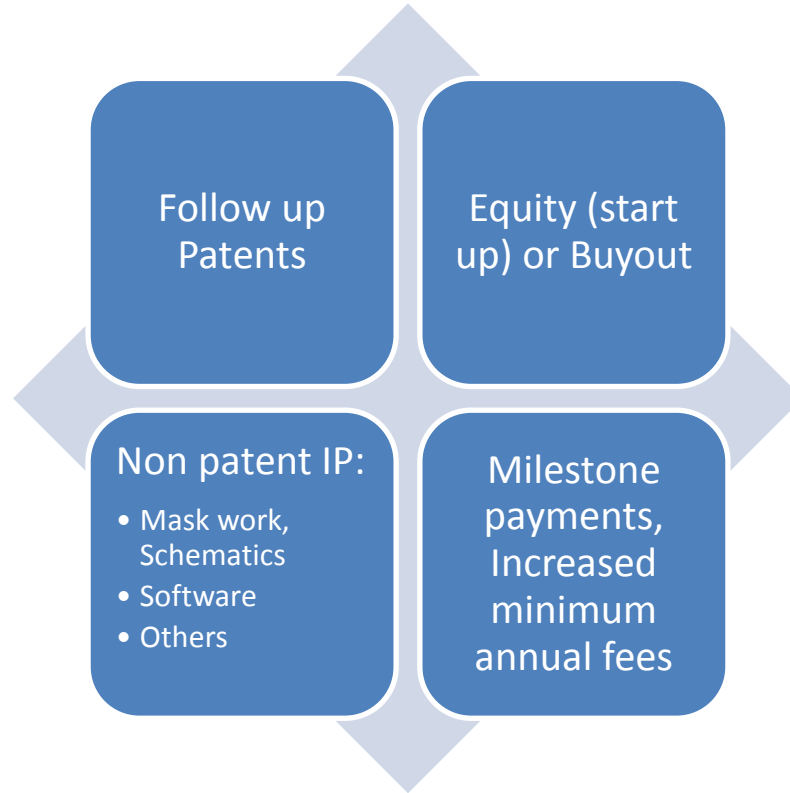 Follow up
Patents
Equity (start
up) or Buyout
Non patent IP:
• Mask work,
Schematics
• Software
• Others
Milestone
payments,
Increased
minimum
annual fees